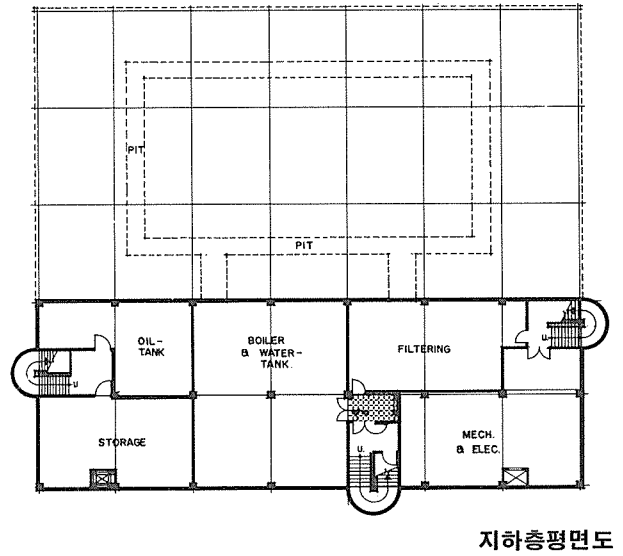 PIT
PIT
OIL-
TANK
BOILER
& WATER-
TANK.
FILTERING
U.
U
STORAGE
MECH.
& ELEC.
U.
지하층평면도